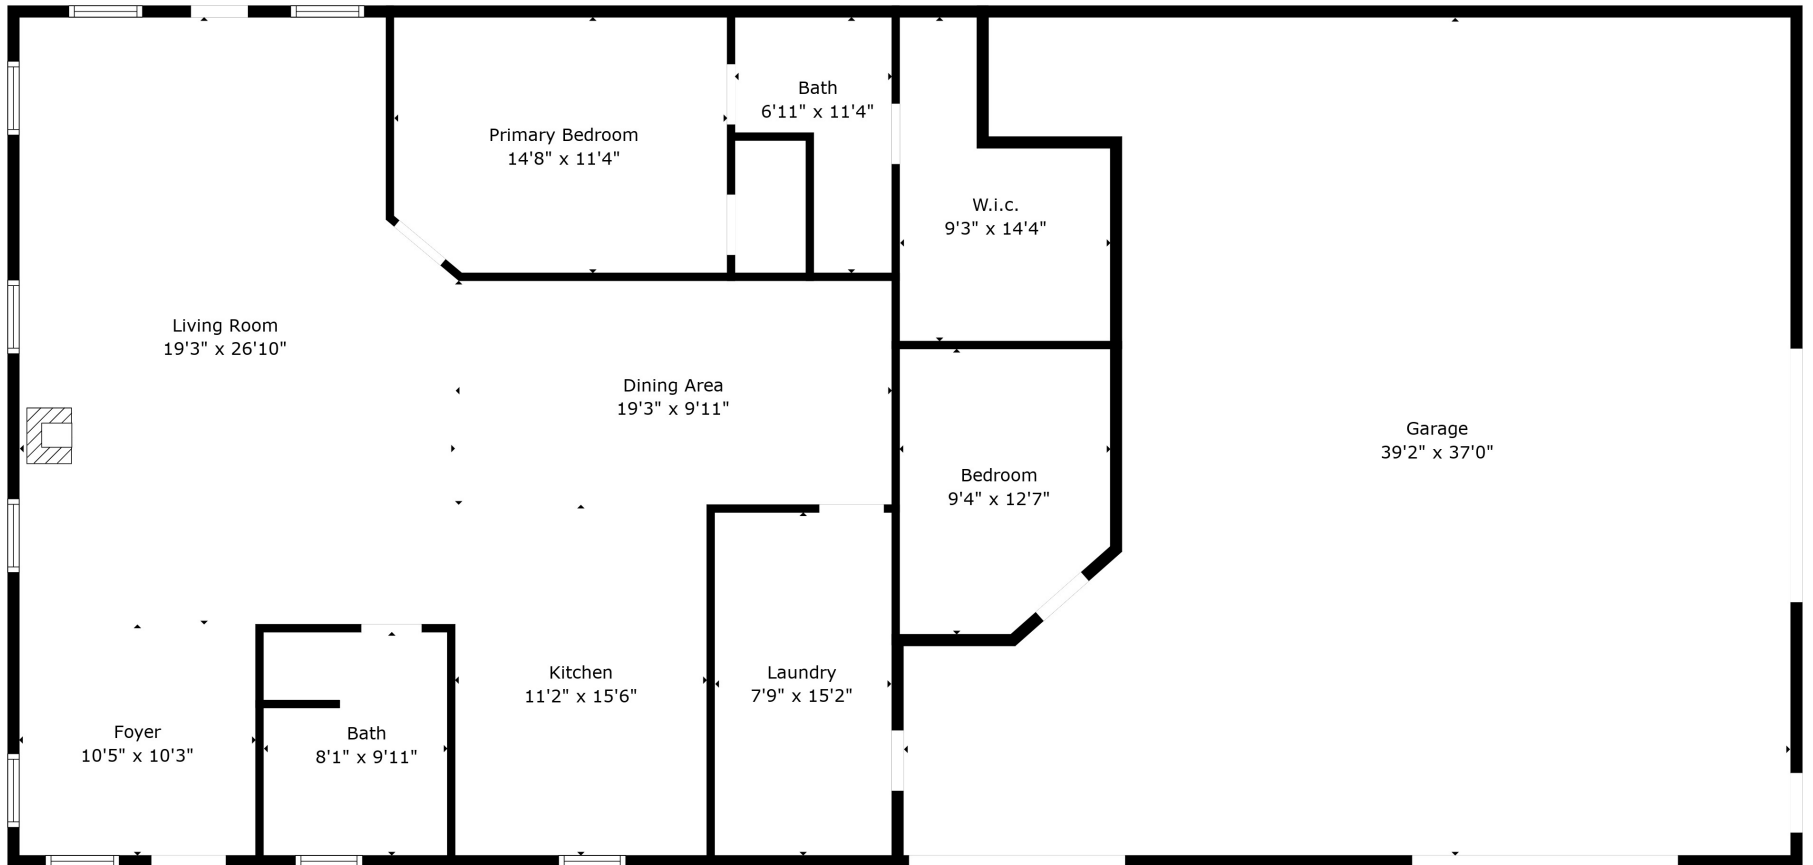 Bath
6'11" x 11'4"
Primary Bedroom
14'8" x 11'4"
W.i.c.
9'3" x 14'4"
Living Room
19'3" x 26'10"
Dining Area
19'3" x 9'11"
Garage
39'2" x 37'0"
Bedroom
9'4" x 12'7"
Kitchen
11'2" x 15'6"
Laundry
7'9" x 15'2"
Foyer
10'5" x 10'3"
Bath
8'1" x 9'11"